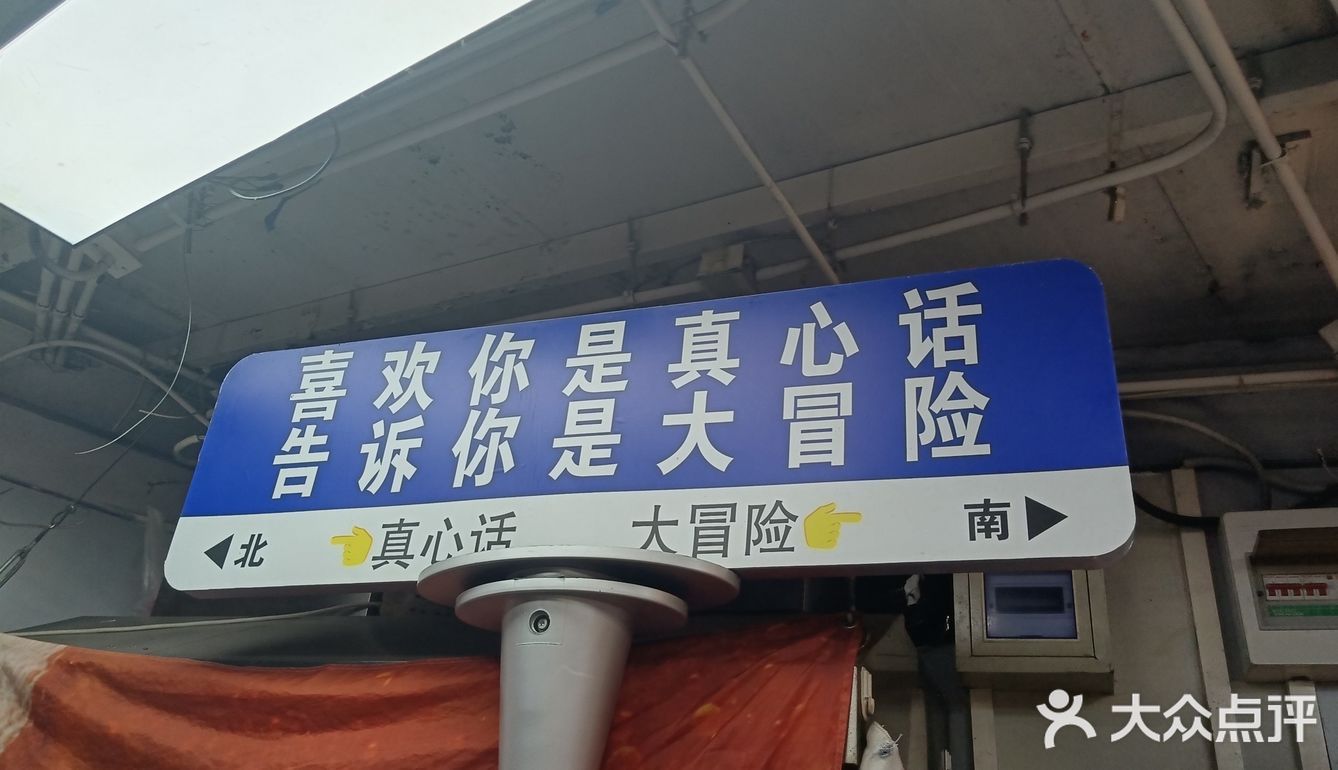 喜欢你是真心话
告诉你是大冒险
北 真心话 大冒险 南
大众点评